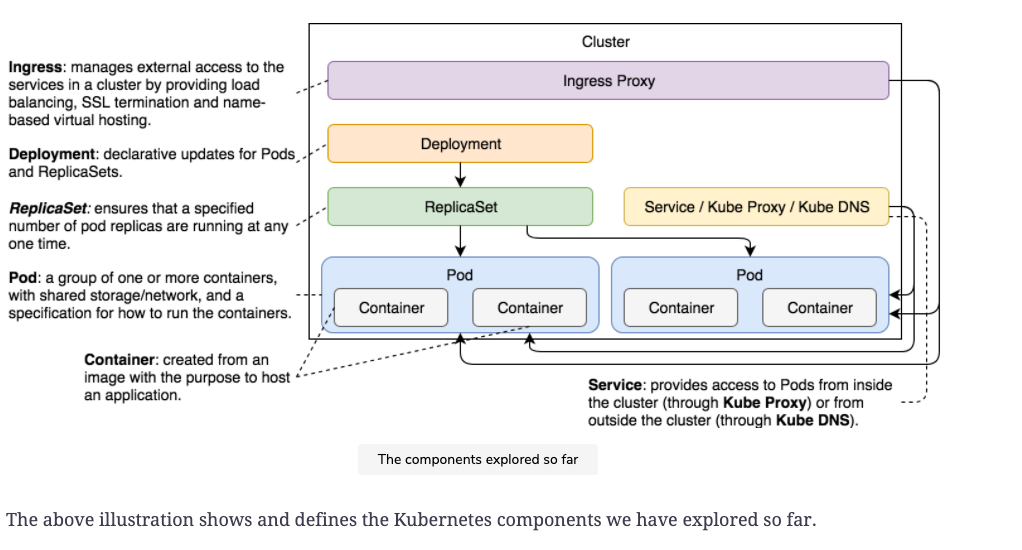 Cluster
Ingress: manages external access to the
services in a cluster by providing load
balancing, SSL termination and name-
based virtual hosting.
Ingress Proxy
Deployment: declarative updates for Pods
and ReplicaSets.
Deployment
ReplicaSet: ensures that a specified
number of pod replicas are running at any
one time.
ReplicaSet
Service / Kube Proxy / Kube DNS
Pod: a group of one or more containers,
with shared storage/network, and a
specification for how to run the containers.
Pod
Container
Container
Pod
Container
Container
Container: created from an
image with the purpose to host
an application.
Service: provides access to Pods from inside
the cluster (through Kube Proxy) or from
outside the cluster (through Kube DNS).
The components explored so far
The above illustration shows and defines the Kubernetes components we have explored so far.